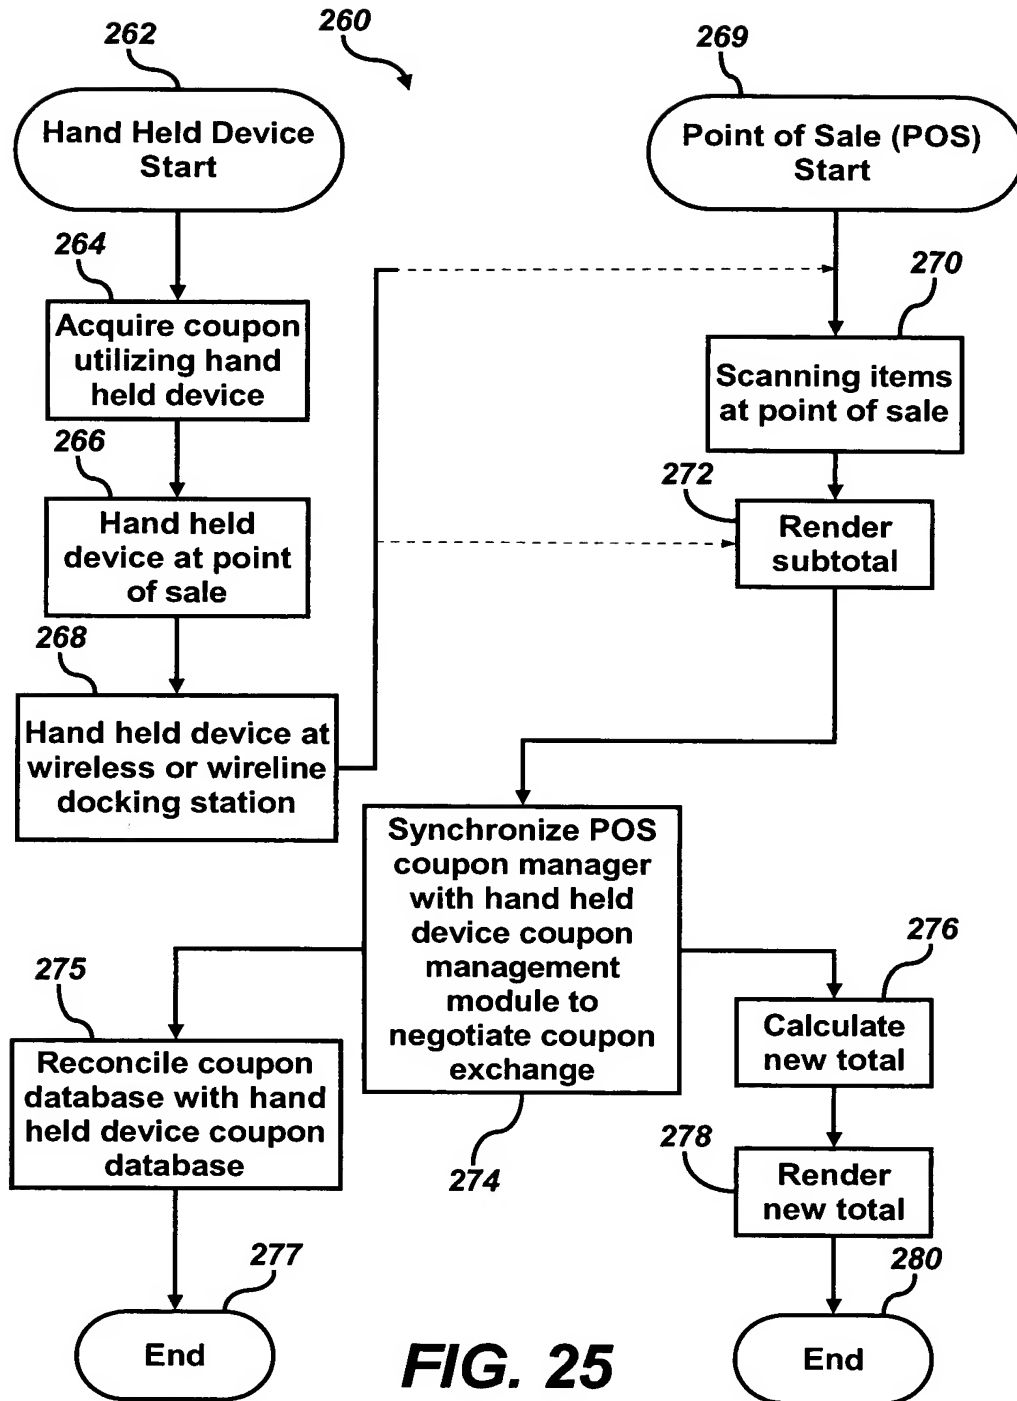 260
262
Hand Held Device
Start
264
Acquire coupon
utilizing hand
held device
266
Hand held
device at point
of sale
268
Hand held device at
wireless or wireline
docking station
269
Point of Sale (POS)
Start
270
Scanning items
at point of sale
272
Render
subtotal
Synchronize POS
coupon manager
with hand held
device coupon
management
module to
negotiate coupon
exchange
274
275
Reconcile coupon
database with hand
held device coupon
database
277
End
276
Calculate
new total
278
Render
new total
280
End
FIG. 25